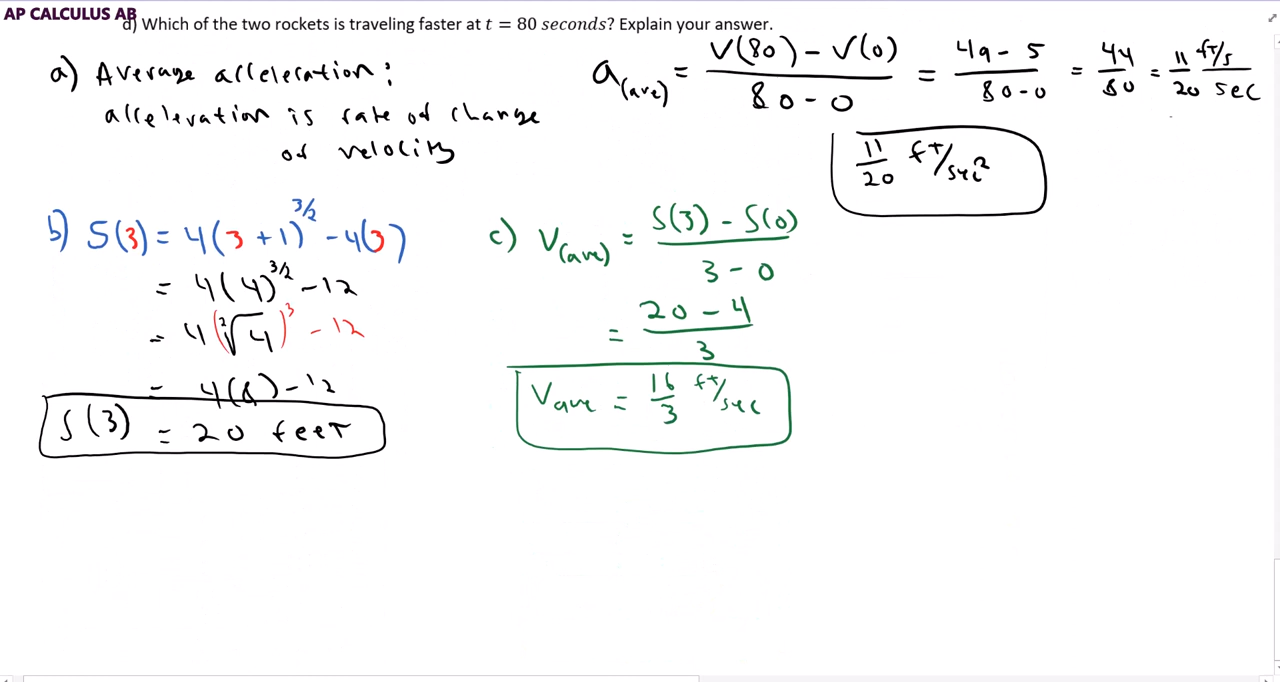 AP CALCULUS AB
d) Which of the two rockets is traveling faster at t = 80 seconds? Explain your answer.
a) Average acceleration:
acceleration is rate of change
of velocity
a(ave) = (V(80) - V(0)) / (80 - 0) = (49 - 5) / (80 - 0) = 44/80 = 11/20 ft/s / sec
11/20 ft/sec²
b) S(3) = 4(3 + 1)^3/2 - 4(3)
= 4(4)^3/2 - 12
= 4(²√4)^3 - 12
= 4(8) - 12
S(3) = 20 feet
c) V(ave) = (S(3) - S(0)) / (3 - 0)
= (20 - 4) / 3
Vave = 16/3 ft/sec